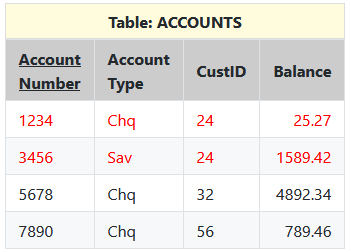 Table: ACCOUNTS
Account Number Account Type CustID Balance
1234 Chq 24 25.27
3456 Sav 24 1589.42
5678 Chq 32 4892.34
7890 Chq 56 789.46